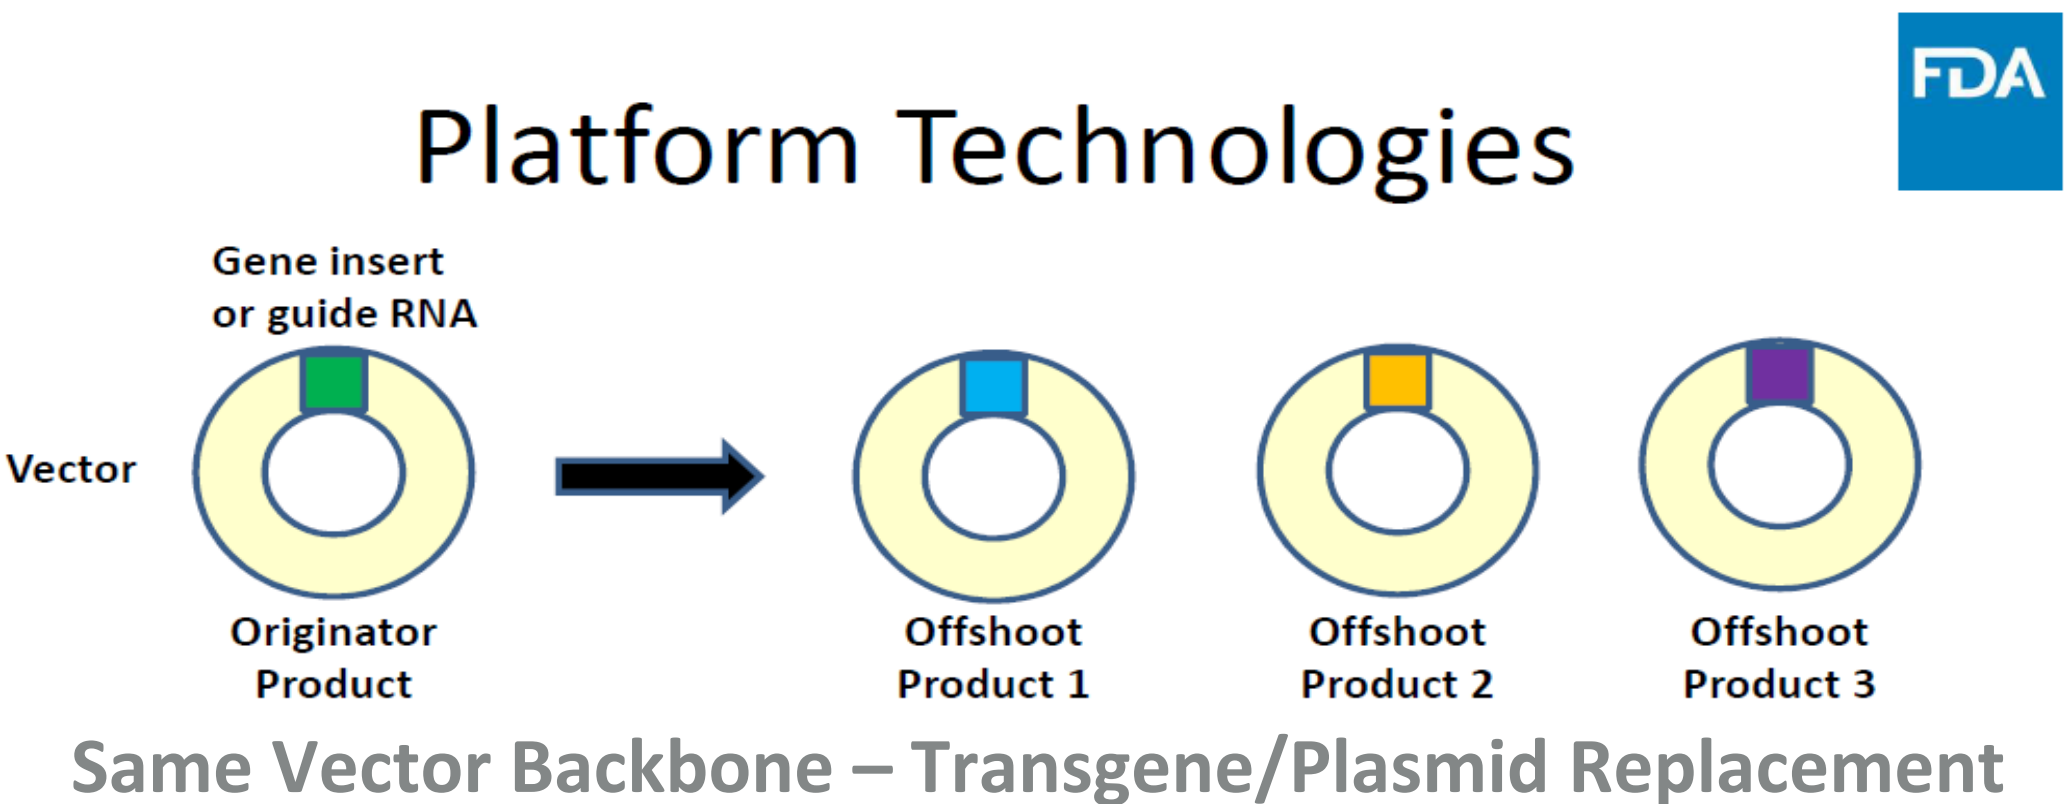 FDA
Platform Technologies
Gene insert
or guide RNA
Vector
Originator
Product
Offshoot
Product 1
Offshoot
Product 2
Offshoot
Product 3
Same Vector Backbone – Transgene/Plasmid Replacement